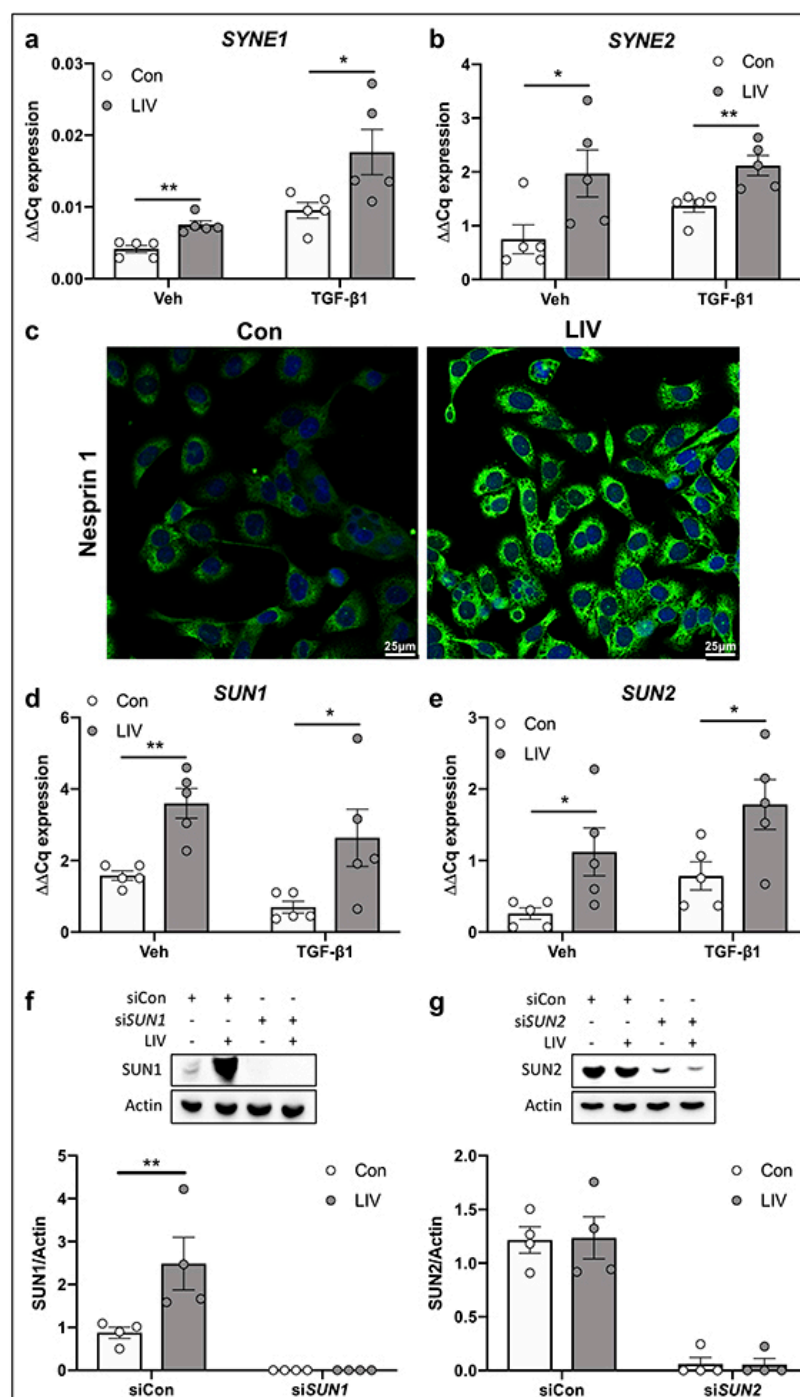 a
SYNE1
ΔΔCq expression
0.03
0.02
0.01
0.00
Con
LIV
**
*
Veh
TGF-β1
b
SYNE2
ΔΔCq expression
4
3
2
1
0
Con
LIV
*
**
Veh
TGF-β1
c
Con
LIV
Nesprin 1
25µm
25µm
d
SUN1
ΔΔCq expression
6
4
2
0
Con
LIV
**
*
Veh
TGF-β1
e
SUN2
ΔΔCq expression
3
2
1
0
Con
LIV
*
*
Veh
TGF-β1
f
siCon + + - -
siSUN1 - - + +
LIV - + - +
SUN1
Actin
SUN1/Actin
5
4
3
2
1
0
**
Con
LIV
siCon
siSUN1
g
siCon + + - -
siSUN2 - - + +
LIV - + - +
SUN2
Actin
SUN2/Actin
2.0
1.5
1.0
0.5
0.0
Con
LIV
siCon
siSUN2